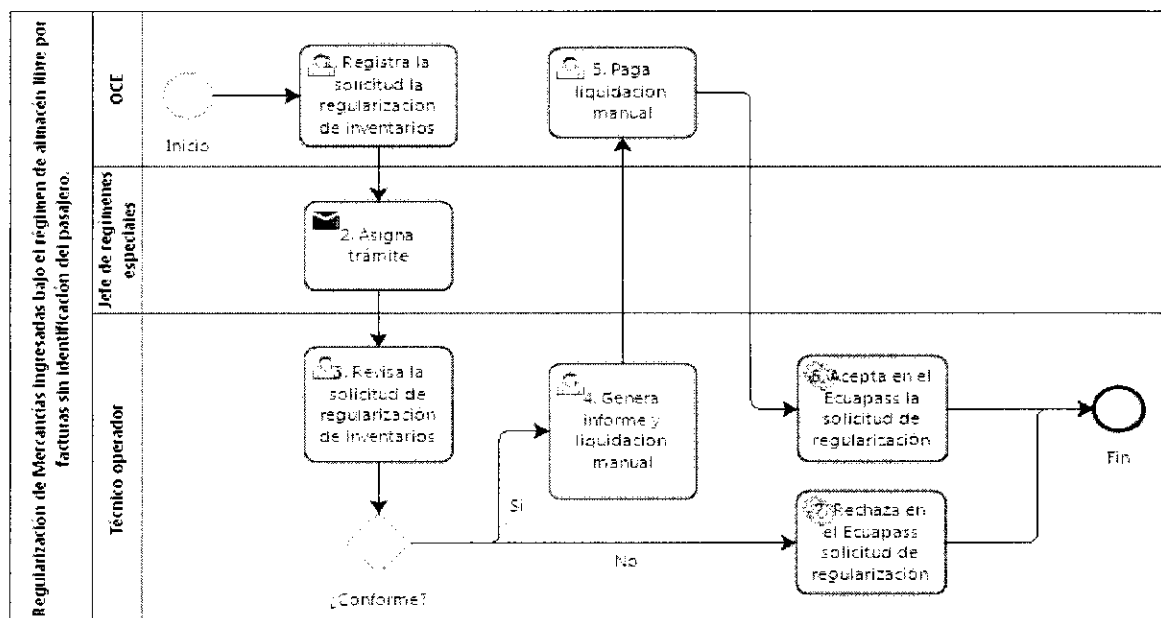 Regularización de Mercancías ingresadas bajo el régimen de almacén libre por
facturas sin identificación del pasajero.
OCE
Inicio
1. Registra la
solicitud la
regularización
de inventarios
5. Paga
liquidacion
manual
Jefe de regímenes
especiales
2. Asigna
trámite
Técnico operador
3. Revisa la
solicitud de
regularización
de inventarios
¿Conforme?
Si
No
4. Genera
informe y
liquidacion
manual
6. Acepta en el
Ecuapass la
solicitud de
regularización
7. Rechaza en
el Ecuapass
solicitud de
regularización
Fin